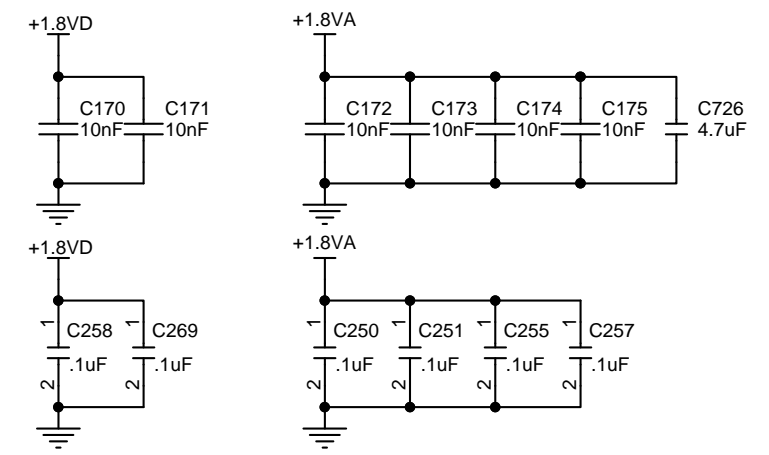 +1.8VD
+1.8VA
C170
C171
C172
C173
C174
C175
C726
10nF
10nF
10nF
10nF
10nF
10nF
4.7uF
+1.8VD
+1.8VA
1
C258
1
C269
1
C250
1
C251
1
C255
1
C257
.1uF
.1uF
.1uF
.1uF
.1uF
.1uF
2
2
2
2
2
2